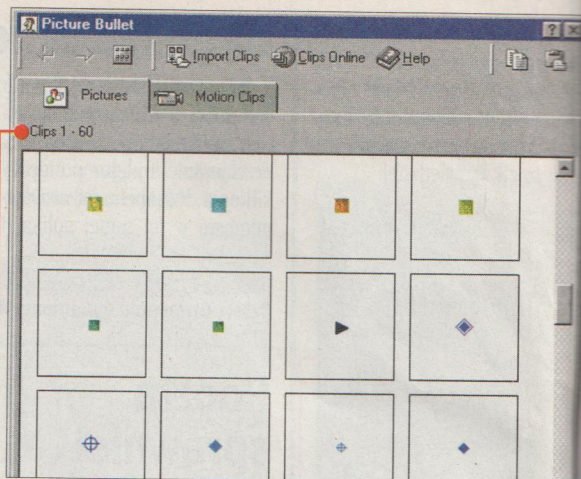 Picture Bullet
Import Clips Clips Online Help
Pictures Motion Clips
Clips 1 - 60